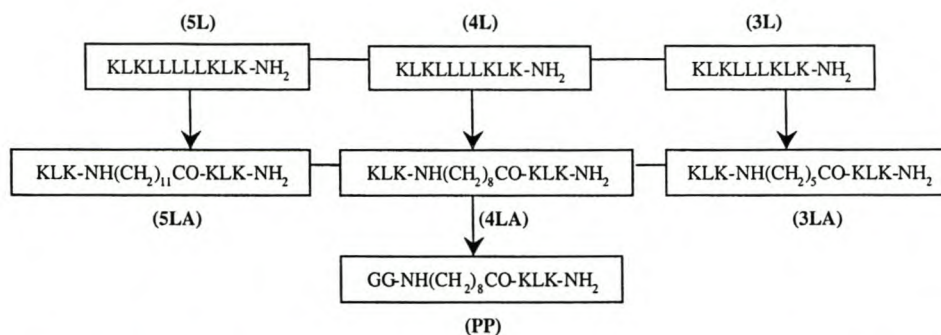 (5L) (4L) (3L)
KLKLLLLLKLK-NH₂ KLKLLLLKLK-NH₂ KLKLLLKLK-NH₂
KLK-NH(CH₂)₁₁CO-KLK-NH₂ KLK-NH(CH₂)₈CO-KLK-NH₂ KLK-NH(CH₂)₅CO-KLK-NH₂
(5LA) (4LA) (3LA)
GG-NH(CH₂)₈CO-KLK-NH₂
(PP)